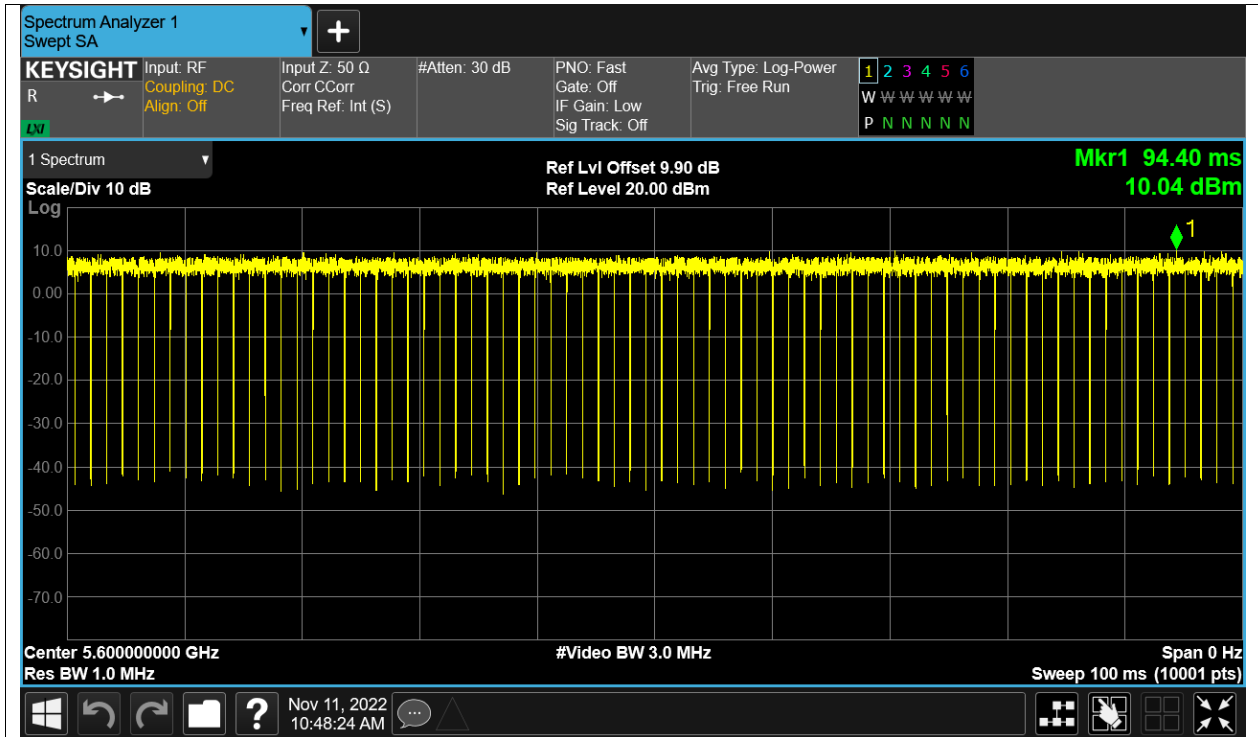 Spectrum Analyzer 1
Swept SA
+
KEYSIGHT
R
LXI
Input: RF
Coupling: DC
Align: Off
Input Z: 50 Ω
Corr CCorr
Freq Ref: Int (S)
#Atten: 30 dB
PNO: Fast
Gate: Off
IF Gain: Low
Sig Track: Off
Avg Type: Log-Power
Trig: Free Run
1 2 3 4 5 6
W W W W W W
P N N N N N
1 Spectrum
Scale/Div 10 dB
Log
Ref Lvl Offset 9.90 dB
Ref Level 20.00 dBm
Mkr1 94.40 ms
10.04 dBm
1
10.0
0.00
-10.0
-20.0
-30.0
-40.0
-50.0
-60.0
-70.0
Center 5.600000000 GHz
Res BW 1.0 MHz
#Video BW 3.0 MHz
Span 0 Hz
Sweep 100 ms (10001 pts)
?
Nov 11, 2022
10:48:24 AM